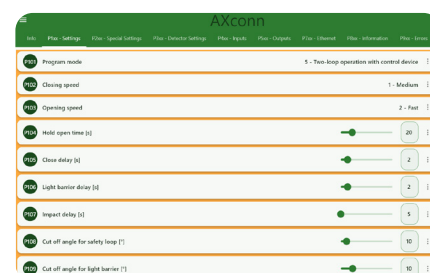 AXconn
Info P1xx - Settings P2xx - Special Settings P3xx - Detector Settings P4xx - Inputs P5xx - Outputs P7xx - Ethernet P8xx - Information P9xx - Errors
P101 Program mode 5 - Two-loop operation with control device
P102 Closing speed 1 - Medium
P103 Opening speed 2 - Fast
P104 Hold open time [s] 20
P105 Close delay [s] 2
P106 Light barrier delay [s] 2
P107 Impact delay [s] 5
P108 Cut off angle for safety loop [°] 10
P109 Cut off angle for light barrier [°] 10